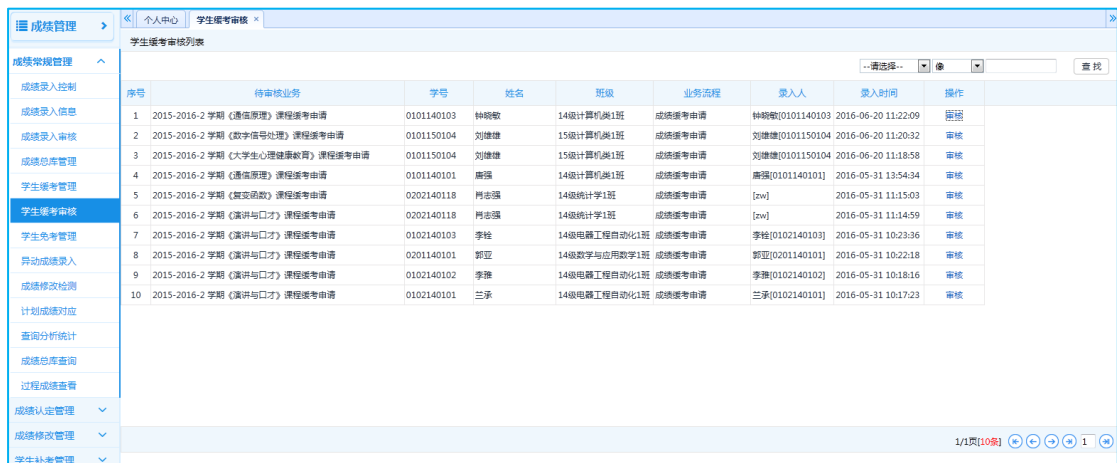 成绩管理
个人中心 学生缓考审核 ×
学生缓考审核列表
成绩常规管理
成绩录入控制
成绩录入信息
成绩录入审核
成绩总库管理
学生缓考管理
学生缓考审核
学生免考管理
异动成绩录入
成绩修改检测
计划成绩对应
查询分析统计
成绩总库查询
过程成绩查看
成绩认定管理
成绩修改管理
学生补考管理
--请选择-- 像 查 找
序号 待审核业务 学号 姓名 班级 业务流程 录入人 录入时间 操作
1 2015-2016-2 学期《通信原理》课程缓考申请 0101140103 钟晓敏 14级计算机类1班 成绩缓考申请 钟晓敏[0101140103 2016-06-20 11:22:09 审核
2 2015-2016-2 学期《数字信号处理》课程缓考申请 0101150104 刘雄雄 15级计算机类1班 成绩缓考申请 刘雄雄[0101150104 2016-06-20 11:20:32 审核
3 2015-2016-2 学期《大学生心理健康教育》课程缓考申请 0101150104 刘雄雄 15级计算机类1班 成绩缓考申请 刘雄雄[0101150104 2016-06-20 11:18:58 审核
4 2015-2016-2 学期《通信原理》课程缓考申请 0101140101 唐强 14级计算机类1班 成绩缓考申请 唐强[0101140101] 2016-05-31 13:54:34 审核
5 2015-2016-2 学期《复变函数》课程缓考申请 0202140118 肖志强 14级统计学1班 成绩缓考申请 [zw] 2016-05-31 11:15:03 审核
6 2015-2016-2 学期《演讲与口才》课程缓考申请 0202140118 肖志强 14级统计学1班 成绩缓考申请 [zw] 2016-05-31 11:14:59 审核
7 2015-2016-2 学期《演讲与口才》课程缓考申请 0102140103 李铨 14级电器工程自动化1班 成绩缓考申请 李铨[0102140103] 2016-05-31 10:23:36 审核
8 2015-2016-2 学期《演讲与口才》课程缓考申请 0201140101 郭亚 14级数学与应用数学1班 成绩缓考申请 郭亚[0201140101] 2016-05-31 10:22:18 审核
9 2015-2016-2 学期《演讲与口才》课程缓考申请 0102140102 李雅 14级电器工程自动化1班 成绩缓考申请 李雅[0102140102] 2016-05-31 10:18:16 审核
10 2015-2016-2 学期《演讲与口才》课程缓考申请 0102140101 兰承 14级电器工程自动化1班 成绩缓考申请 兰承[0102140101] 2016-05-31 10:17:23 审核
1/1页[10条] 1